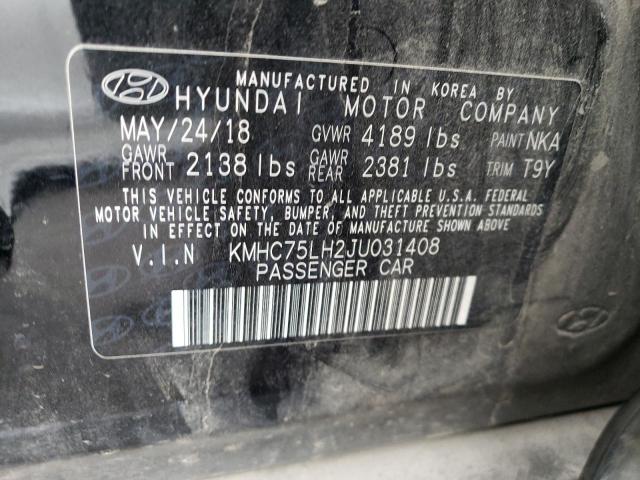 MANUFACTURED IN KOREA BY
HYUNDAI MOTOR COMPANY
MAY/24/18 GVWR 4189 lbs PAINT NKA
GAWR FRONT 2138 lbs GAWR REAR 2381 lbs TRIM T9Y
THIS VEHICLE CONFORMS TO ALL APPLICABLE U.S.A. FEDERAL
MOTOR VEHICLE SAFETY, BUMPER, AND THEFT PREVENTION STANDARDS
IN EFFECT ON THE DATE OF MANUFACTURE SHOWN ABOVE
V.I.N KMHC75LH2JU031408
PASSENGER CAR